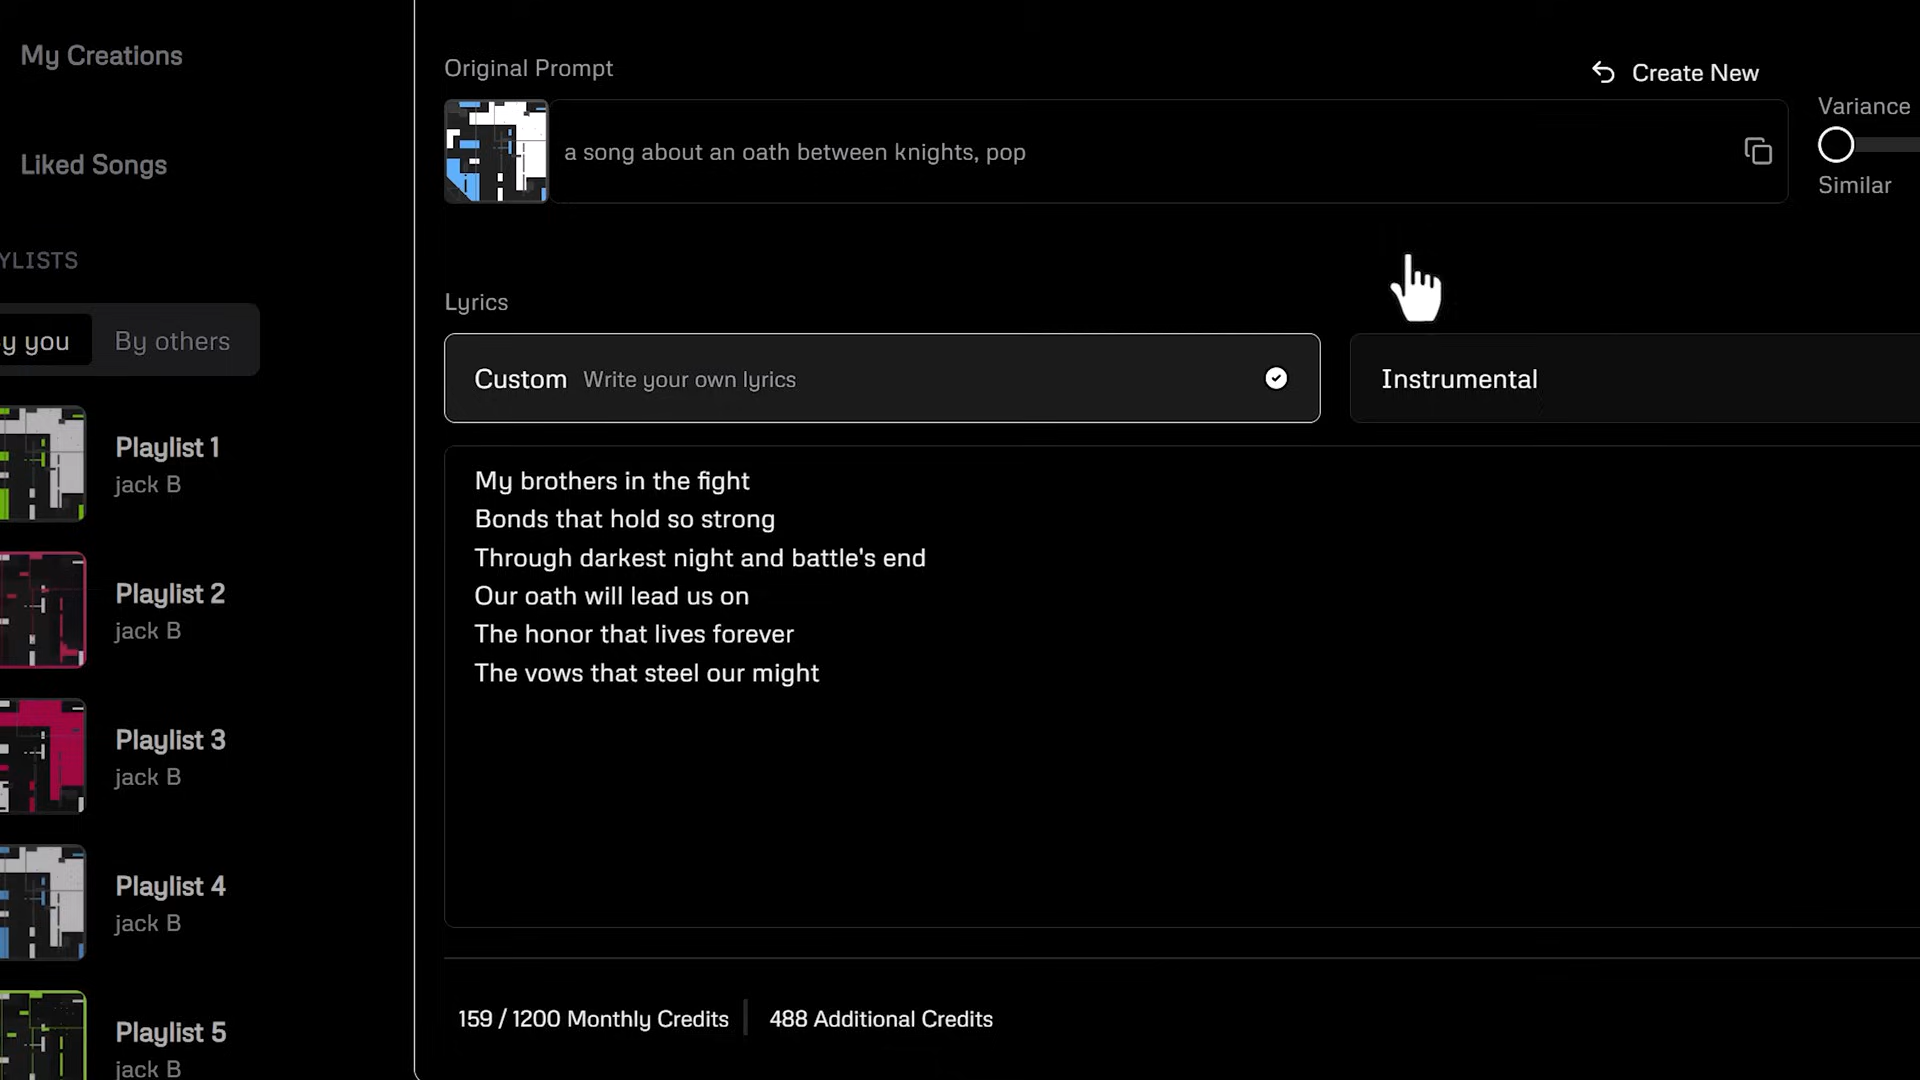 My Creations
Liked Songs
YLISTS
y you
By others
Playlist 1
jack B
Playlist 2
jack B
Playlist 3
jack B
Playlist 4
jack B
Playlist 5
jack B
Original Prompt
Create New
a song about an oath between knights, pop
Variance
Similar
Lyrics
Custom Write your own lyrics
Instrumental
My brothers in the fight
Bonds that hold so strong
Through darkest night and battle's end
Our oath will lead us on
The honor that lives forever
The vows that steel our might
159 / 1200 Monthly Credits
488 Additional Credits